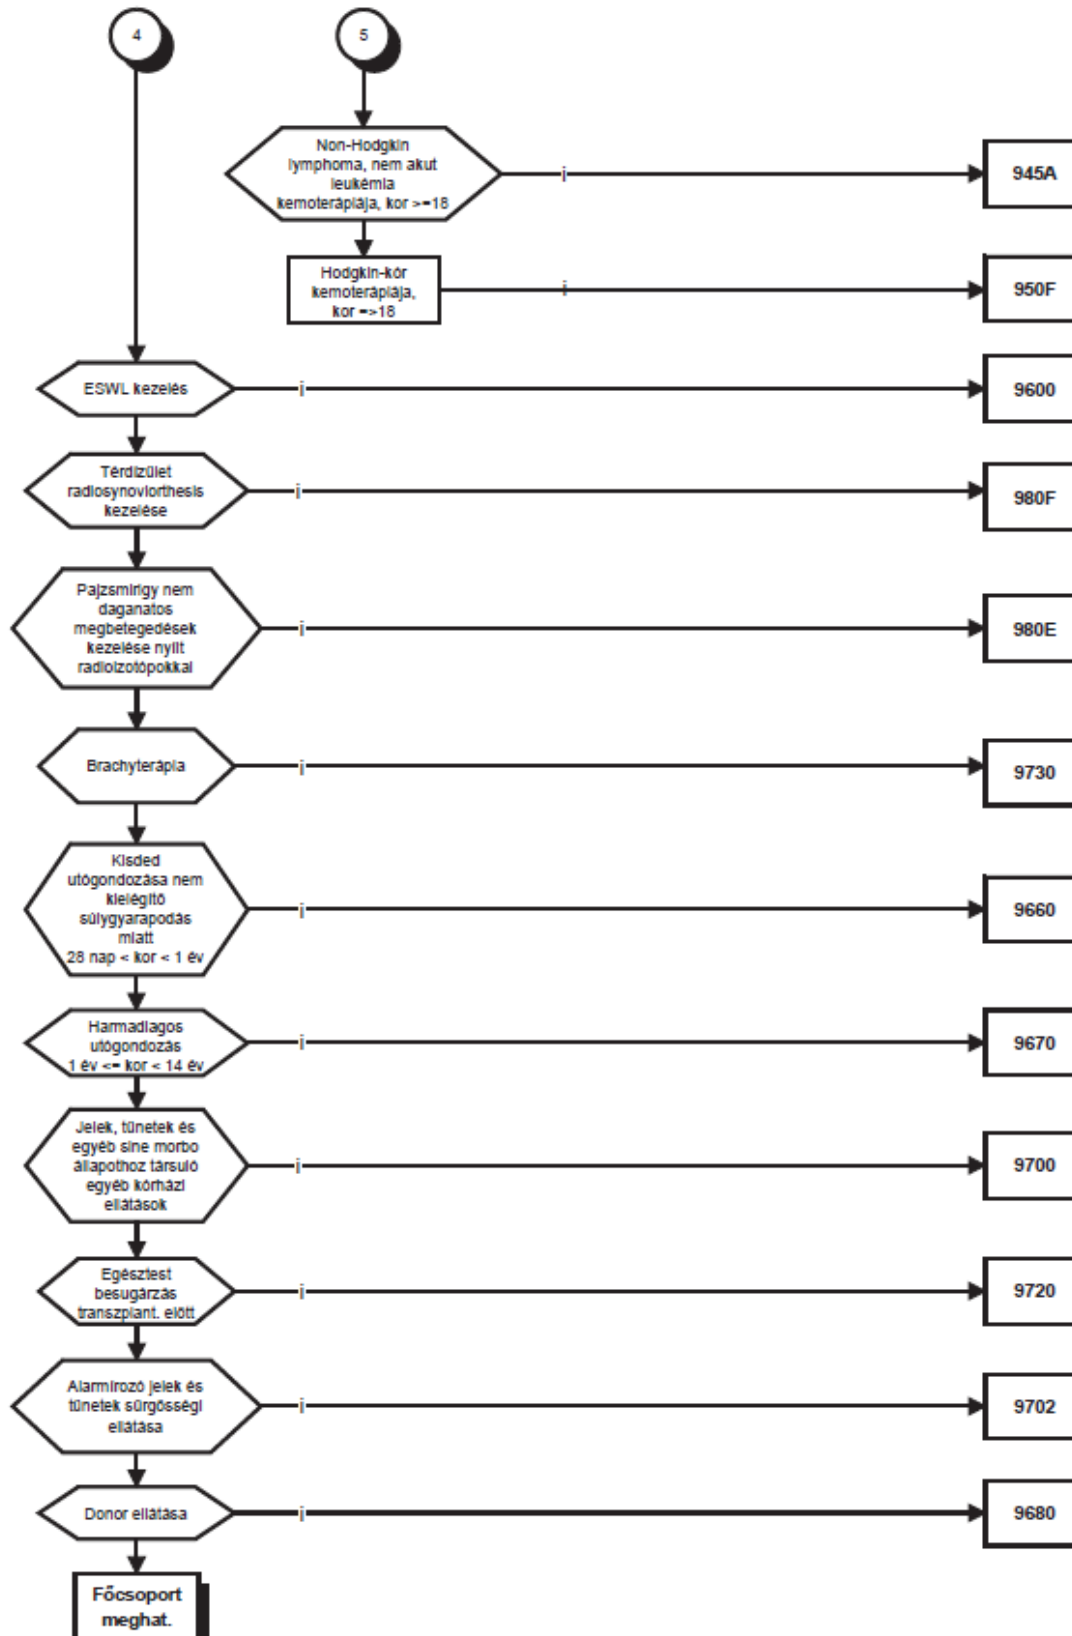 4
5
Non-Hodgkin
lymphoma, nem akut
leukémia
kemoterápiája, kor >=18
i
945A
Hodgkin-kór
kemoterápiája,
kor =>18
i
950F
ESWL kezelés
i
9600
Térdízület
radiosynoviorthesis
kezelése
i
980F
Pajzsmirigy nem
daganatos
megbetegedések
kezelése nyílt
radioizotópokkal
i
980E
Brachyterápia
i
9730
Kisded
utógondozása nem
kielégítő
súlygyarapodás
miatt
28 nap < kor < 1 év
i
9660
Harmadlagos
utógondozás
1 év <= kor < 14 év
i
9670
Jelek, tünetek és
egyéb sine morbo
állapothoz társuló
egyéb kórházi
ellátások
i
9700
Egésztest
besugárzás
transzplant. előtt
i
9720
Alarmírozó jelek és
tünetek sürgősségi
ellátása
i
9702
Donor ellátása
i
9680
Főcsoport
meghat.